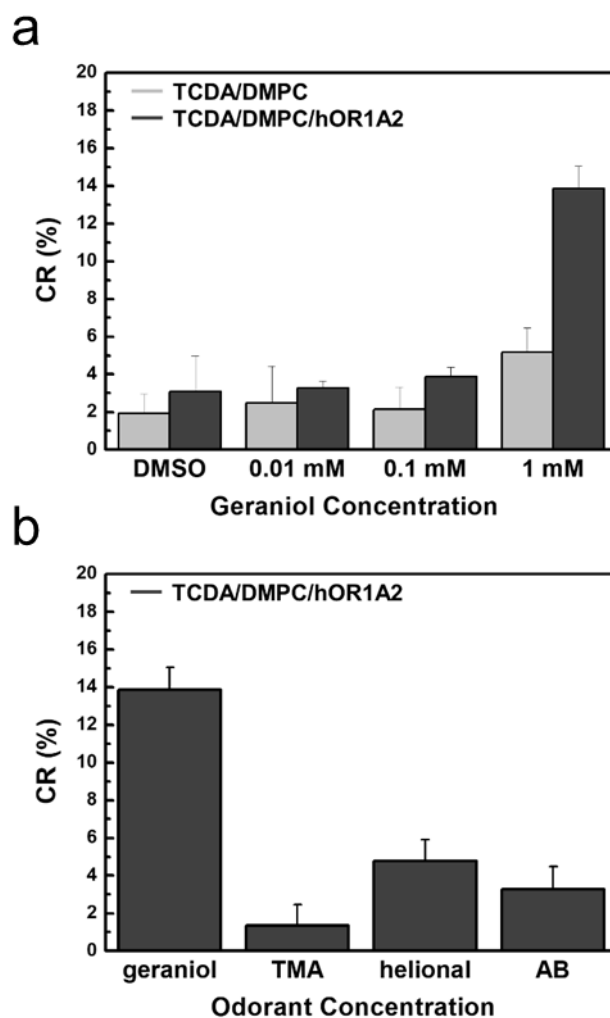 a
20
18
16
14
12
10
8
6
4
2
0
CR (%)
TCDA/DMPC
TCDA/DMPC/hOR1A2
DMSO 0.01 mM 0.1 mM 1 mM
Geraniol Concentration
b
20
18
16
14
12
10
8
6
4
2
0
CR (%)
TCDA/DMPC/hOR1A2
geraniol TMA helional AB
Odorant Concentration